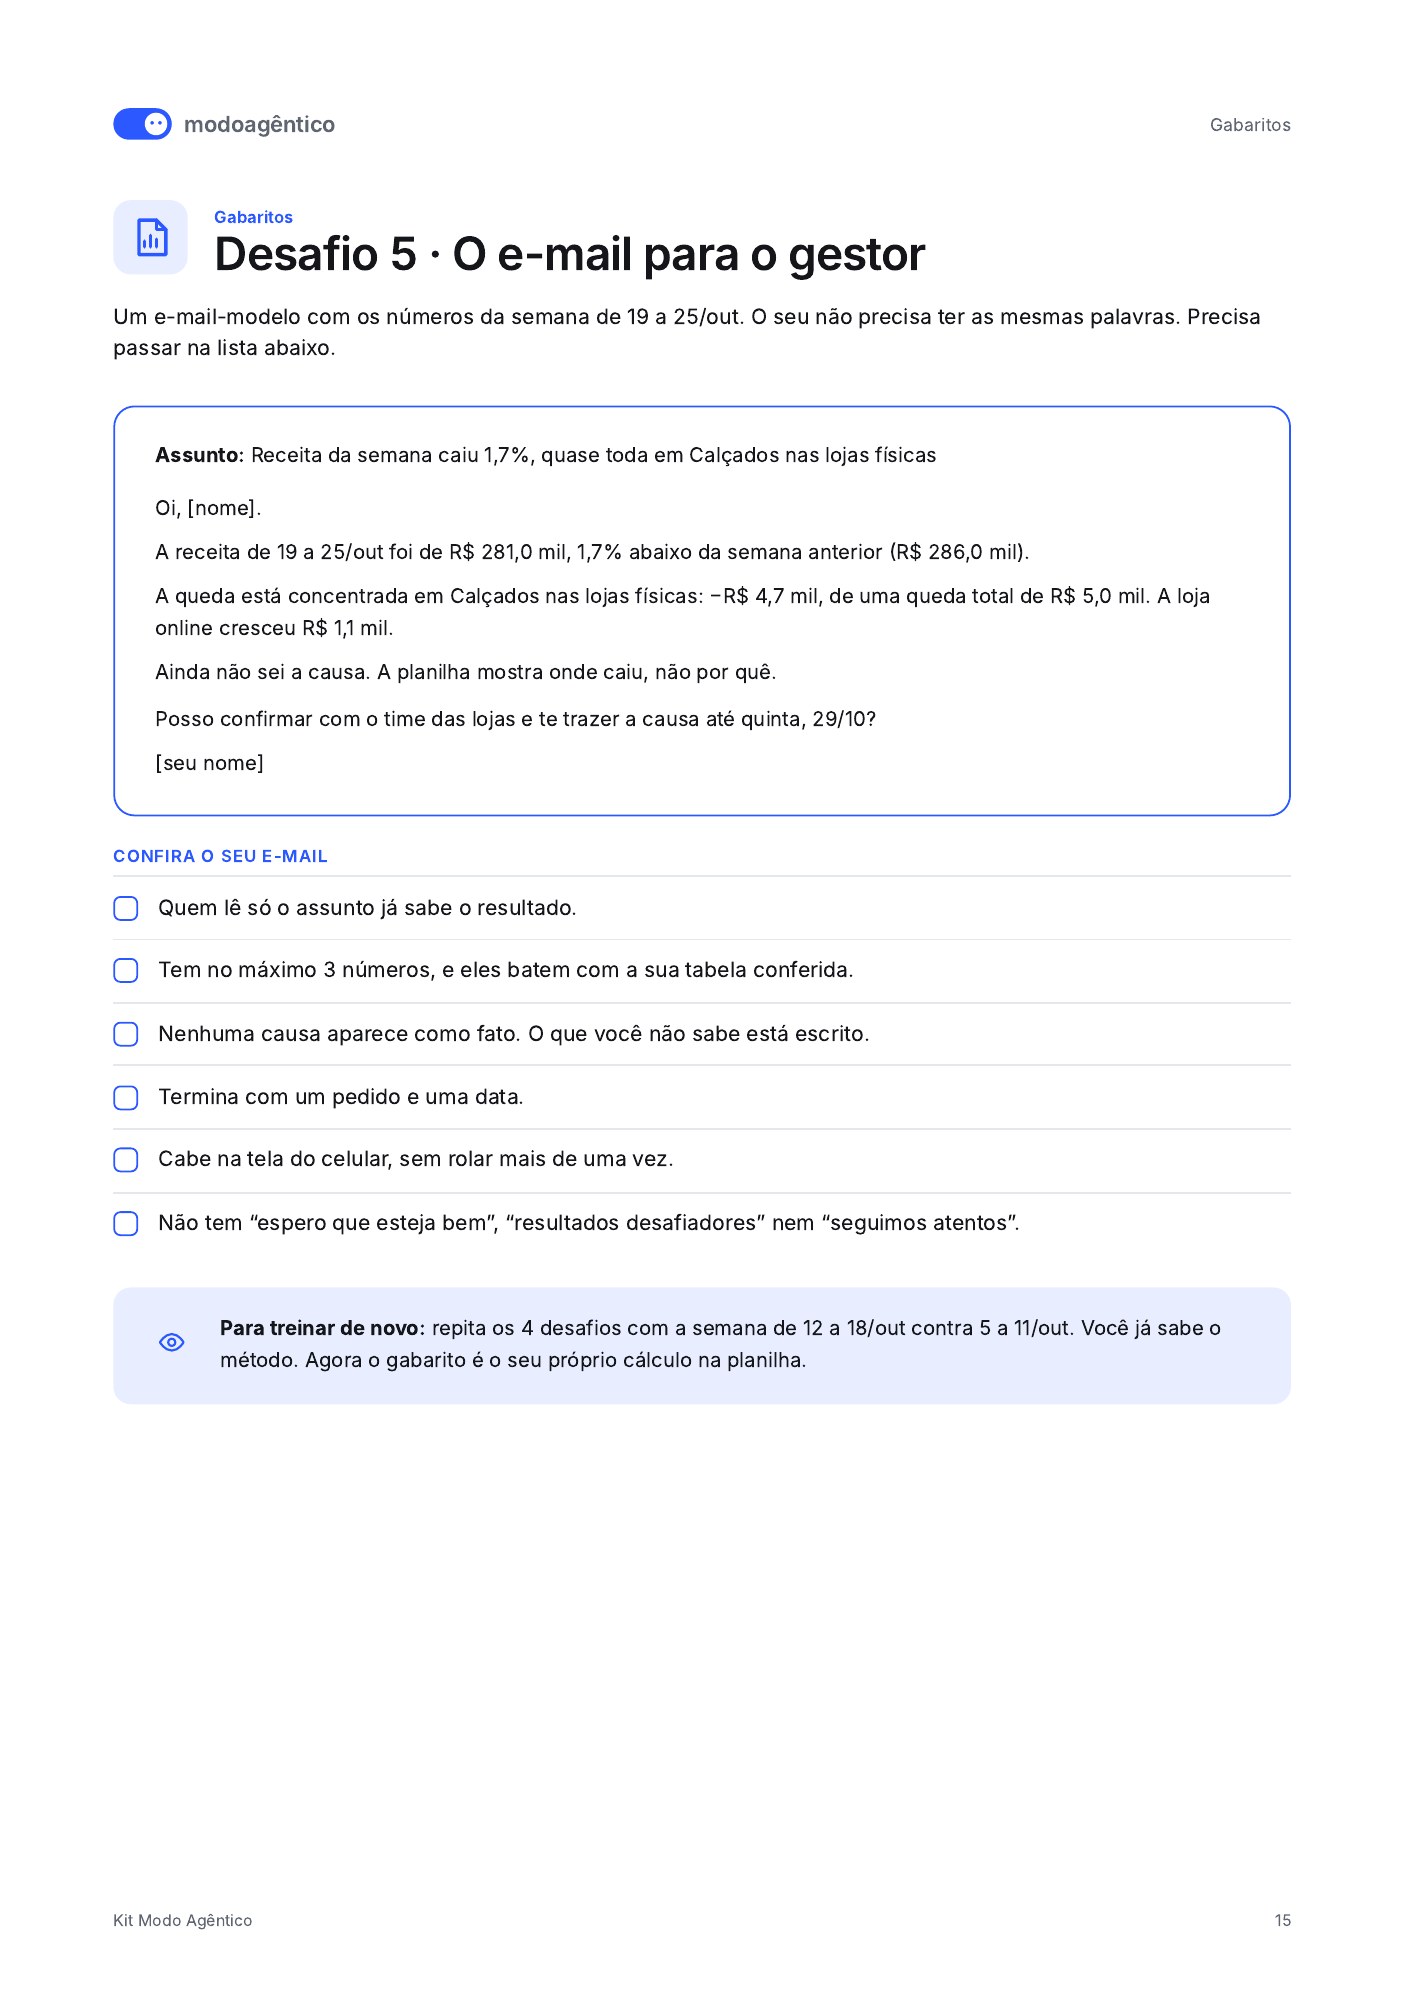 modoagêntico
Gabaritos
Gabaritos
Desafio 5 · O e-mail para o gestor
Um e-mail-modelo com os números da semana de 19 a 25/out. O seu não precisa ter as mesmas palavras. Precisa
passar na lista abaixo.
Assunto: Receita da semana caiu 1,7%, quase toda em Calçados nas lojas físicas
Oi, [nome].
A receita de 19 a 25/out foi de R$ 281,0 mil, 1,7% abaixo da semana anterior (R$ 286,0 mil).
A queda está concentrada em Calçados nas lojas físicas: −R$ 4,7 mil, de uma queda total de R$ 5,0 mil. A loja
online cresceu R$ 1,1 mil.
Ainda não sei a causa. A planilha mostra onde caiu, não por quê.
Posso confirmar com o time das lojas e te trazer a causa até quinta, 29/10?
[seu nome]
CONFIRA O SEU E-MAIL
Quem lê só o assunto já sabe o resultado.
Tem no máximo 3 números, e eles batem com a sua tabela conferida.
Nenhuma causa aparece como fato. O que você não sabe está escrito.
Termina com um pedido e uma data.
Cabe na tela do celular, sem rolar mais de uma vez.
Não tem “espero que esteja bem”, “resultados desafiadores” nem “seguimos atentos”.
Para treinar de novo: repita os 4 desafios com a semana de 12 a 18/out contra 5 a 11/out. Você já sabe o
método. Agora o gabarito é o seu próprio cálculo na planilha.
Kit Modo Agêntico
15